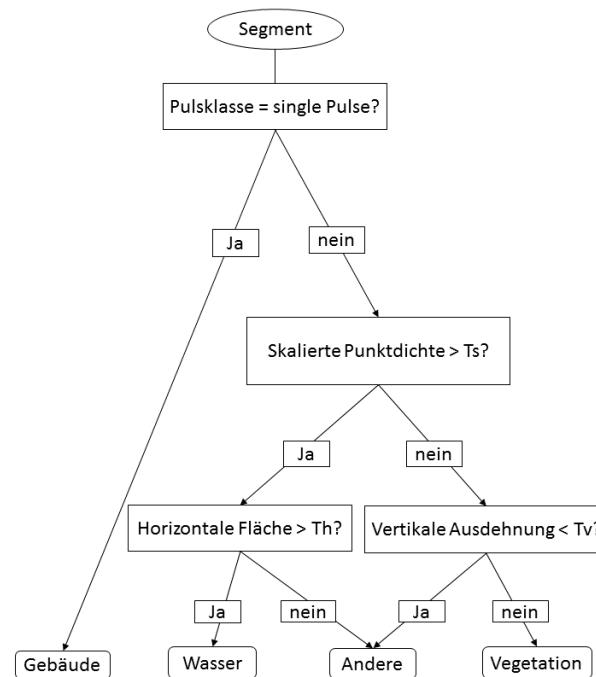 Segment
Pulsklasse = single Pulse?
Ja
nein
Skalierte Punktdichte > Ts?
Ja
nein
Horizontale Fläche > Th?
Vertikale Ausdehnung < Tv?
Ja
nein
Ja
nein
Gebäude
Wasser
Andere
Vegetation